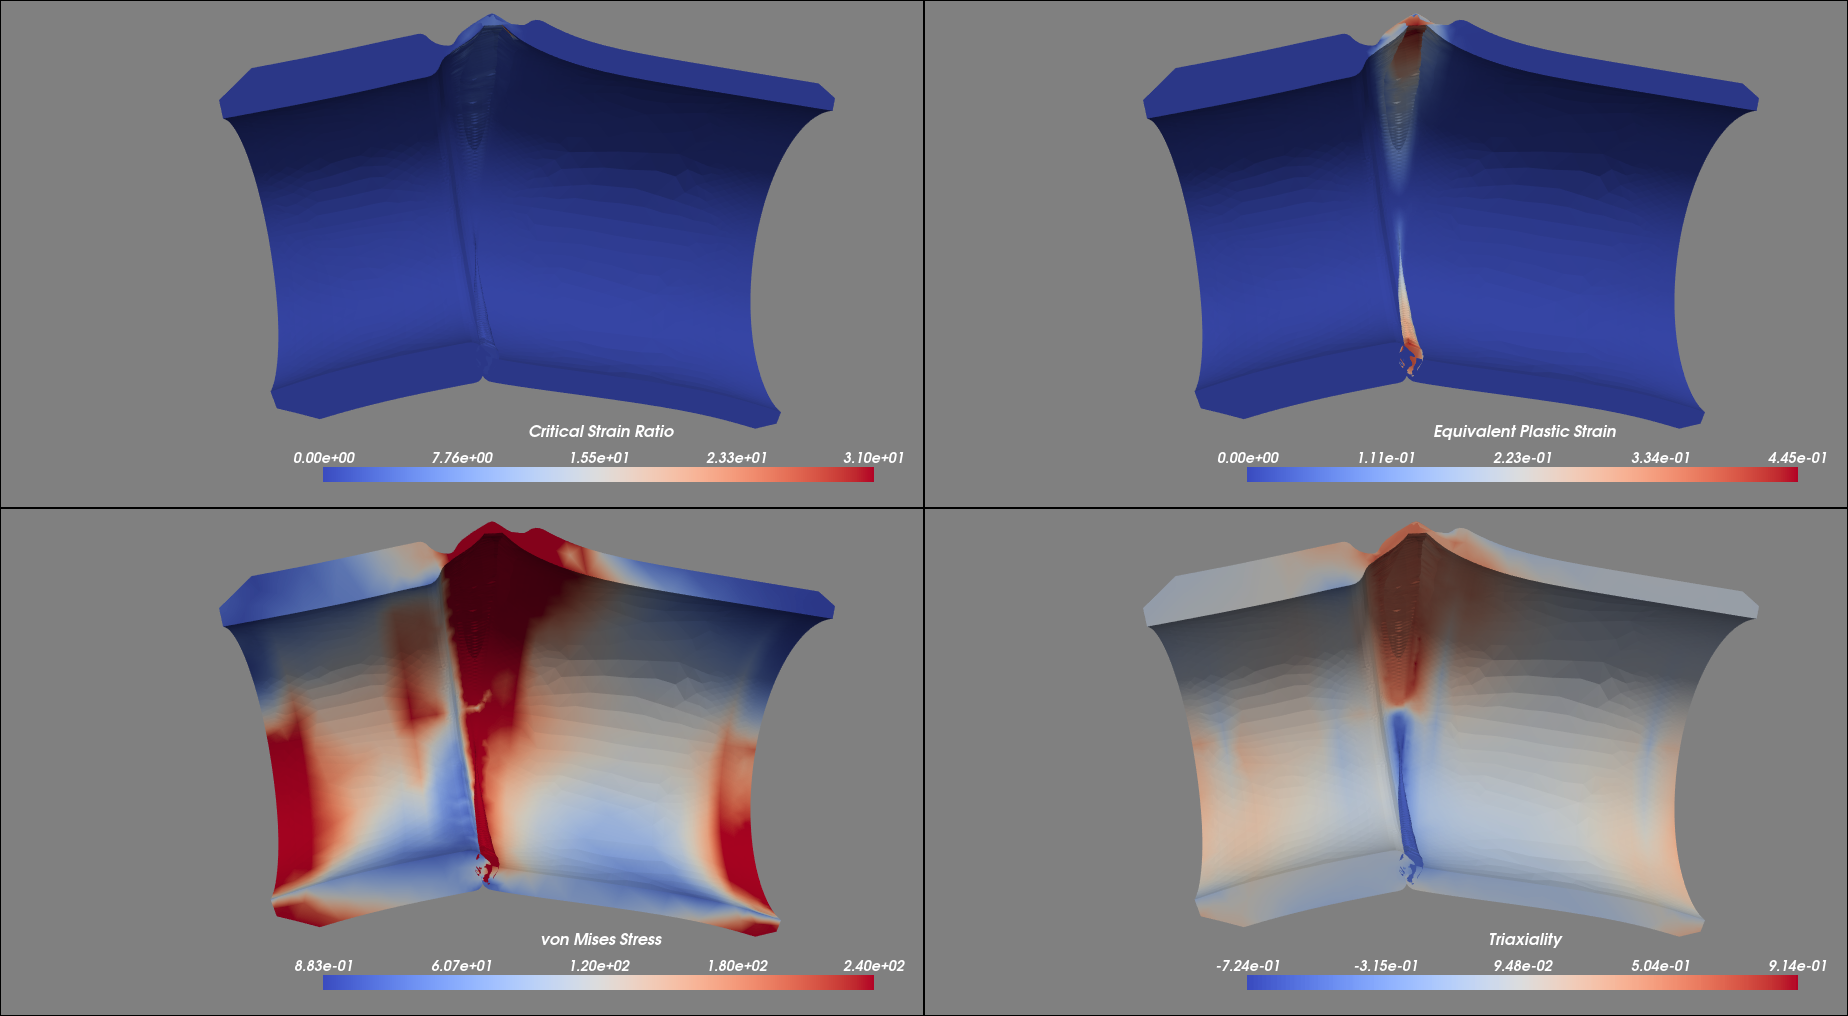 Critical Strain Ratio
0.00e+00 7.76e+00 1.55e+01 2.33e+01 3.10e+01
Equivalent Plastic Strain
0.00e+00 1.11e-01 2.23e-01 3.34e-01 4.45e-01
von Mises Stress
8.83e-01 6.07e+01 1.20e+02 1.80e+02 2.40e+02
Triaxiality
-7.24e-01 -3.15e-01 9.48e-02 5.04e-01 9.14e-01